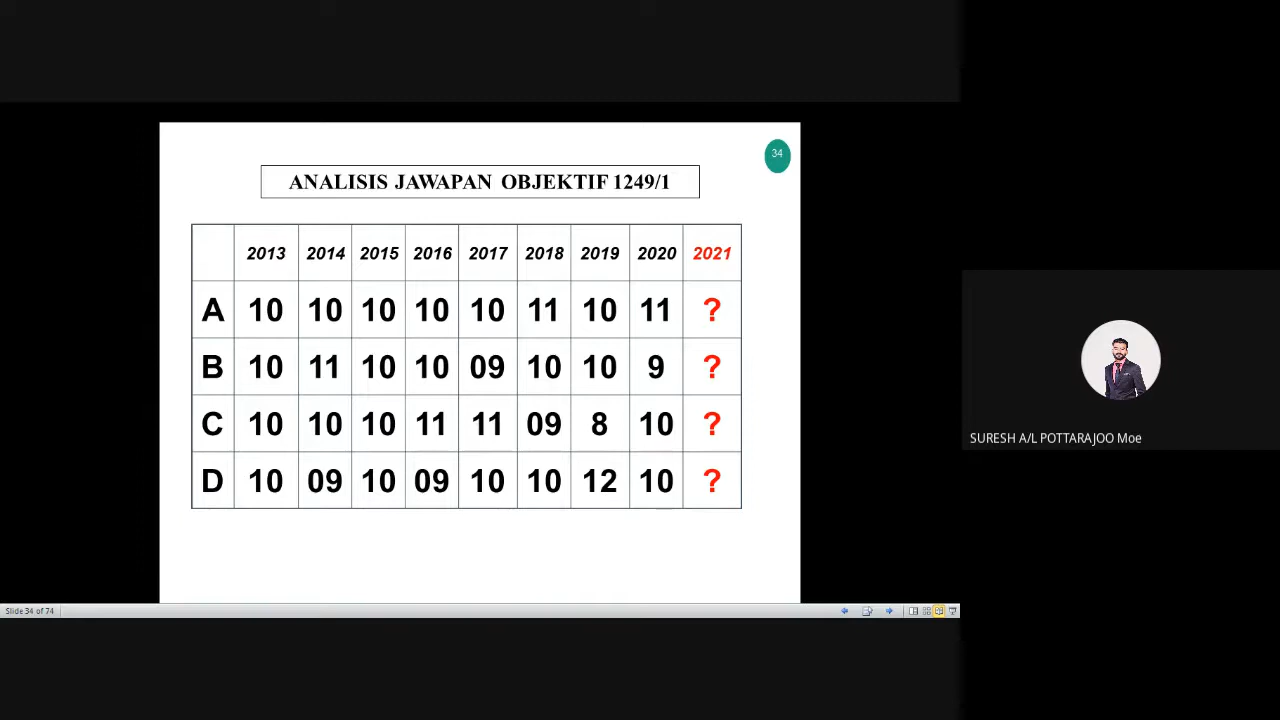 34
ANALISIS JAWAPAN OBJEKTIF 1249/1
2013 2014 2015 2016 2017 2018 2019 2020 2021
A 10 10 10 10 10 11 10 11 ?
B 10 11 10 10 09 10 10 9 ?
C 10 10 10 11 11 09 8 10 ?
D 10 09 10 09 10 10 12 10 ?
SURESH A/L POTTARAJOO Moe
Slide 34 of 74